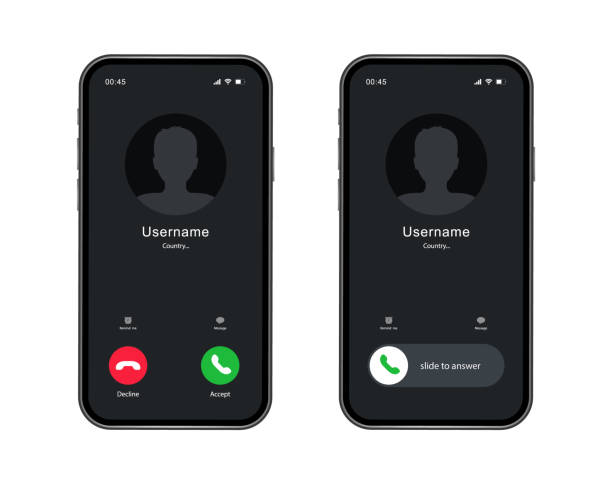 00:45
Username
Country...
Remind me
Message
Decline
Accept
00:45
Username
Country...
Remind me
Message
slide to answer